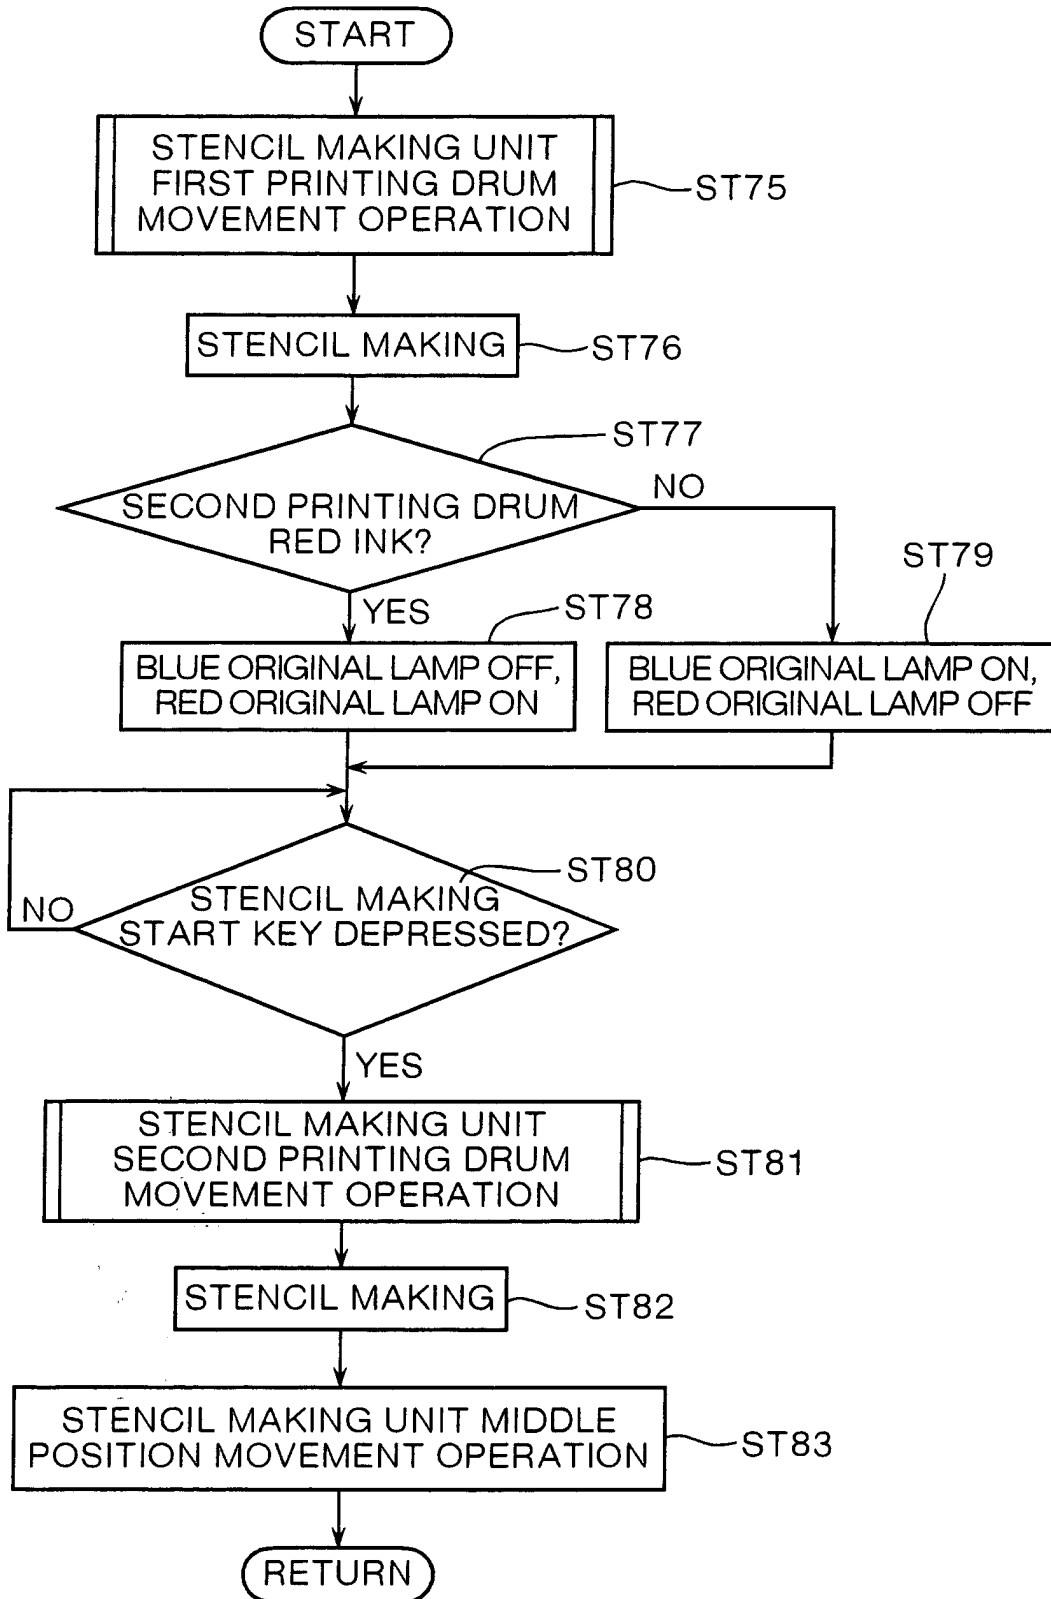 START
STENCIL MAKING UNIT
FIRST PRINTING DRUM
MOVEMENT OPERATION
ST75
STENCIL MAKING
ST76
ST77
SECOND PRINTING DRUM
RED INK?
NO
YES
ST78
ST79
BLUE ORIGINAL LAMP OFF,
RED ORIGINAL LAMP ON
BLUE ORIGINAL LAMP ON,
RED ORIGINAL LAMP OFF
ST80
STENCIL MAKING
START KEY DEPRESSED?
NO
YES
STENCIL MAKING UNIT
SECOND PRINTING DRUM
MOVEMENT OPERATION
ST81
STENCIL MAKING
ST82
STENCIL MAKING UNIT MIDDLE
POSITION MOVEMENT OPERATION
ST83
RETURN